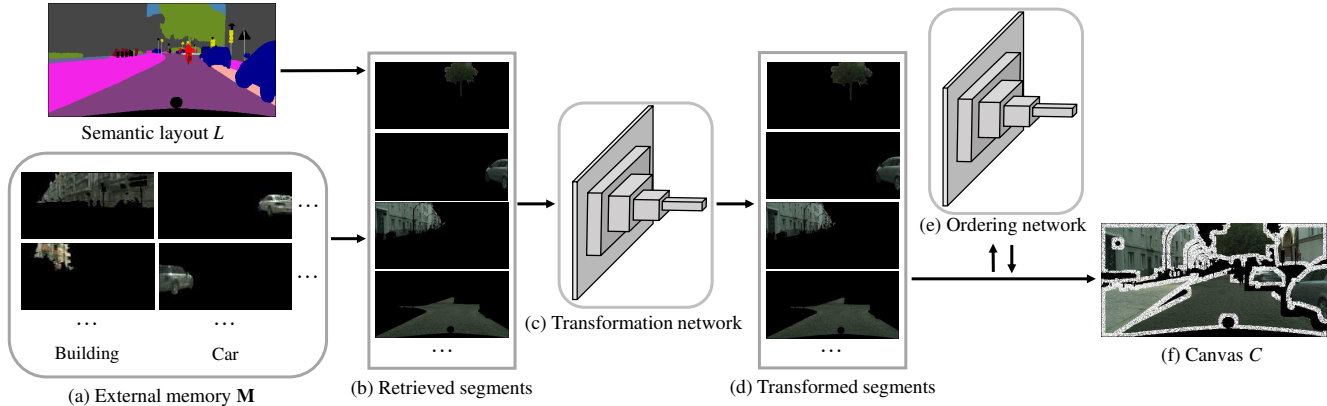 Semantic layout L
...
...
... ...
Building Car
(a) External memory M
...
(b) Retrieved segments
(c) Transformation network
...
(d) Transformed segments
(e) Ordering network
(f) Canvas C